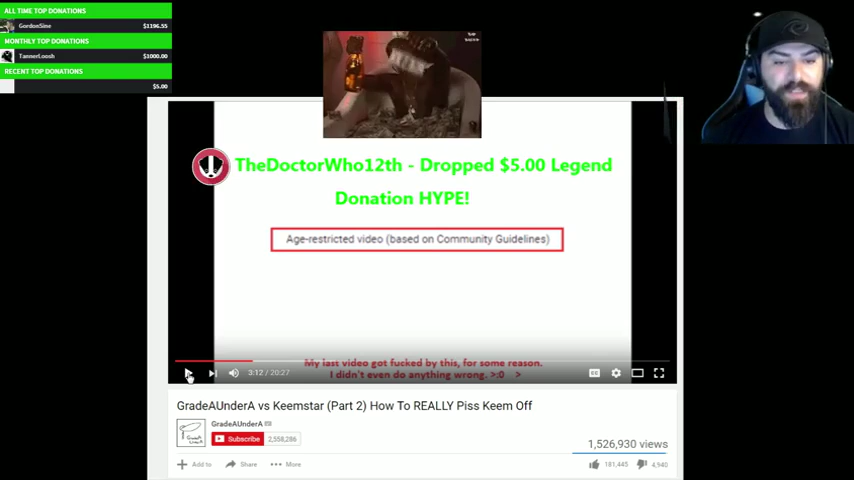 ALL TIME TOP DONATIONS
GordonSine $1196.55
MONTHLY TOP DONATIONS
TannerLoosh $1000.00
RECENT TOP DONATIONS
$5.00
TheDoctorWho12th - Dropped $5.00 Legend
Donation HYPE!
Age-restricted video (based on Community Guidelines)
My last video got fucked by this, for some reason.
I didn't even do anything wrong. >:0 >
3:12 / 20:27
GradeAUnderA vs Keemstar (Part 2) How To REALLY Piss Keem Off
GradeAUnderA
Subscribe 2,558,286
1,526,930 views
Add to Share More 181,445 4,940